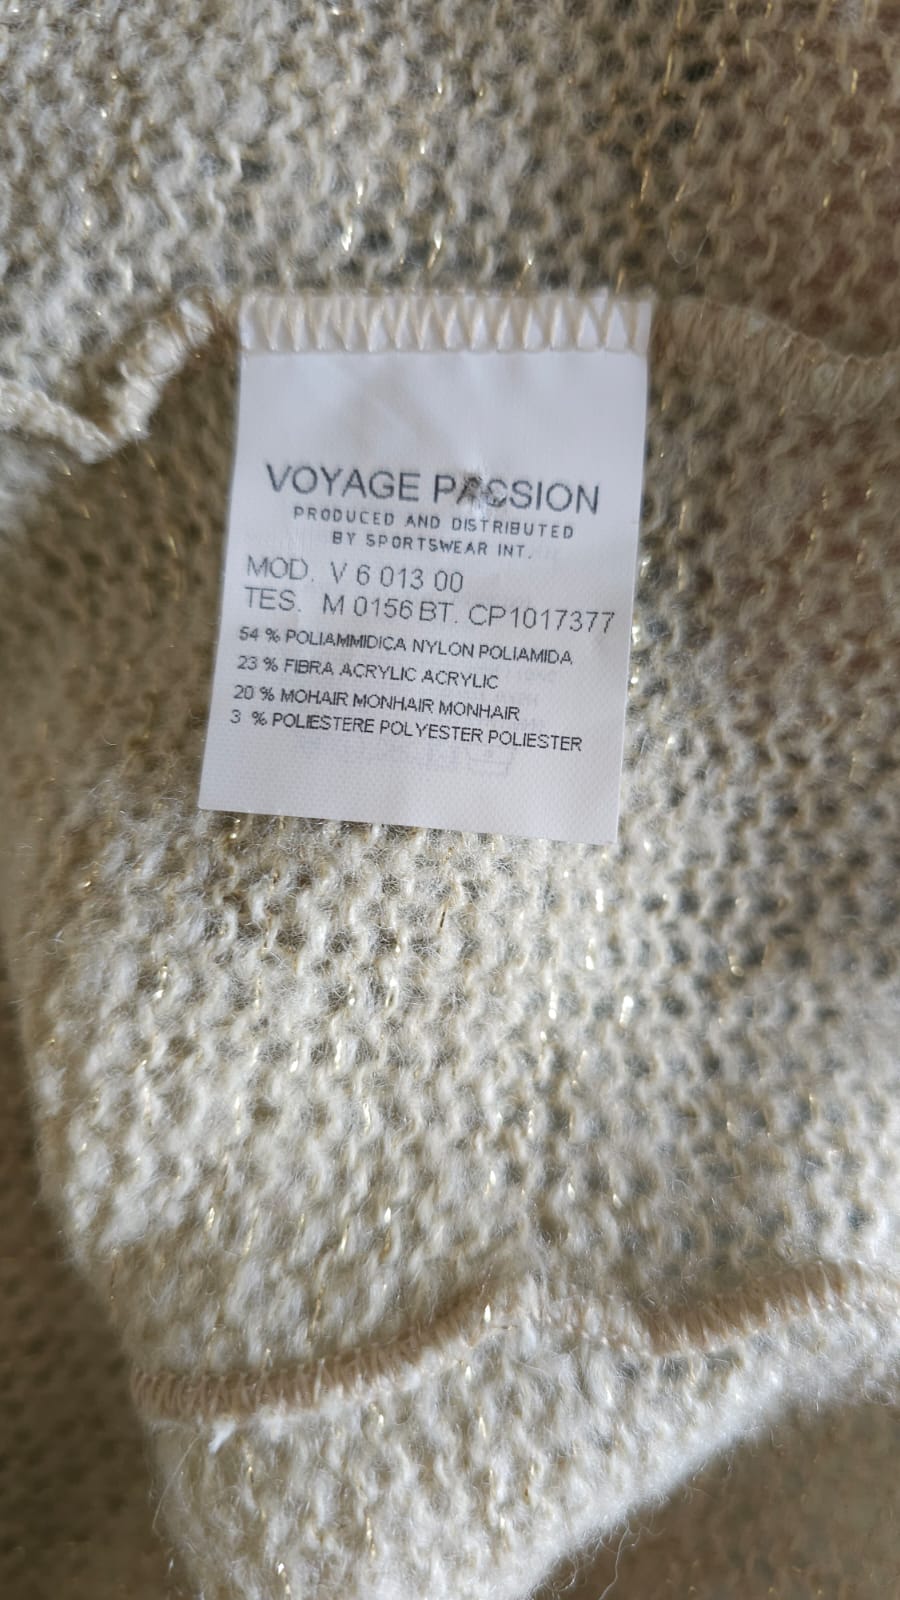 VOYAGE PASSION
PRODUCED AND DISTRIBUTED
BY SPORTSWEAR INT.
MOD. V 6 013 00
TES. M 0156 BT. CP1017377
54 % POLIAMMIDICA NYLON POLIAMIDA
23 % FIBRA ACRYLIC ACRYLIC
20 % MOHAIR MONHAIR MONHAIR
3 % POLIESTERE POLYESTER POLIESTER